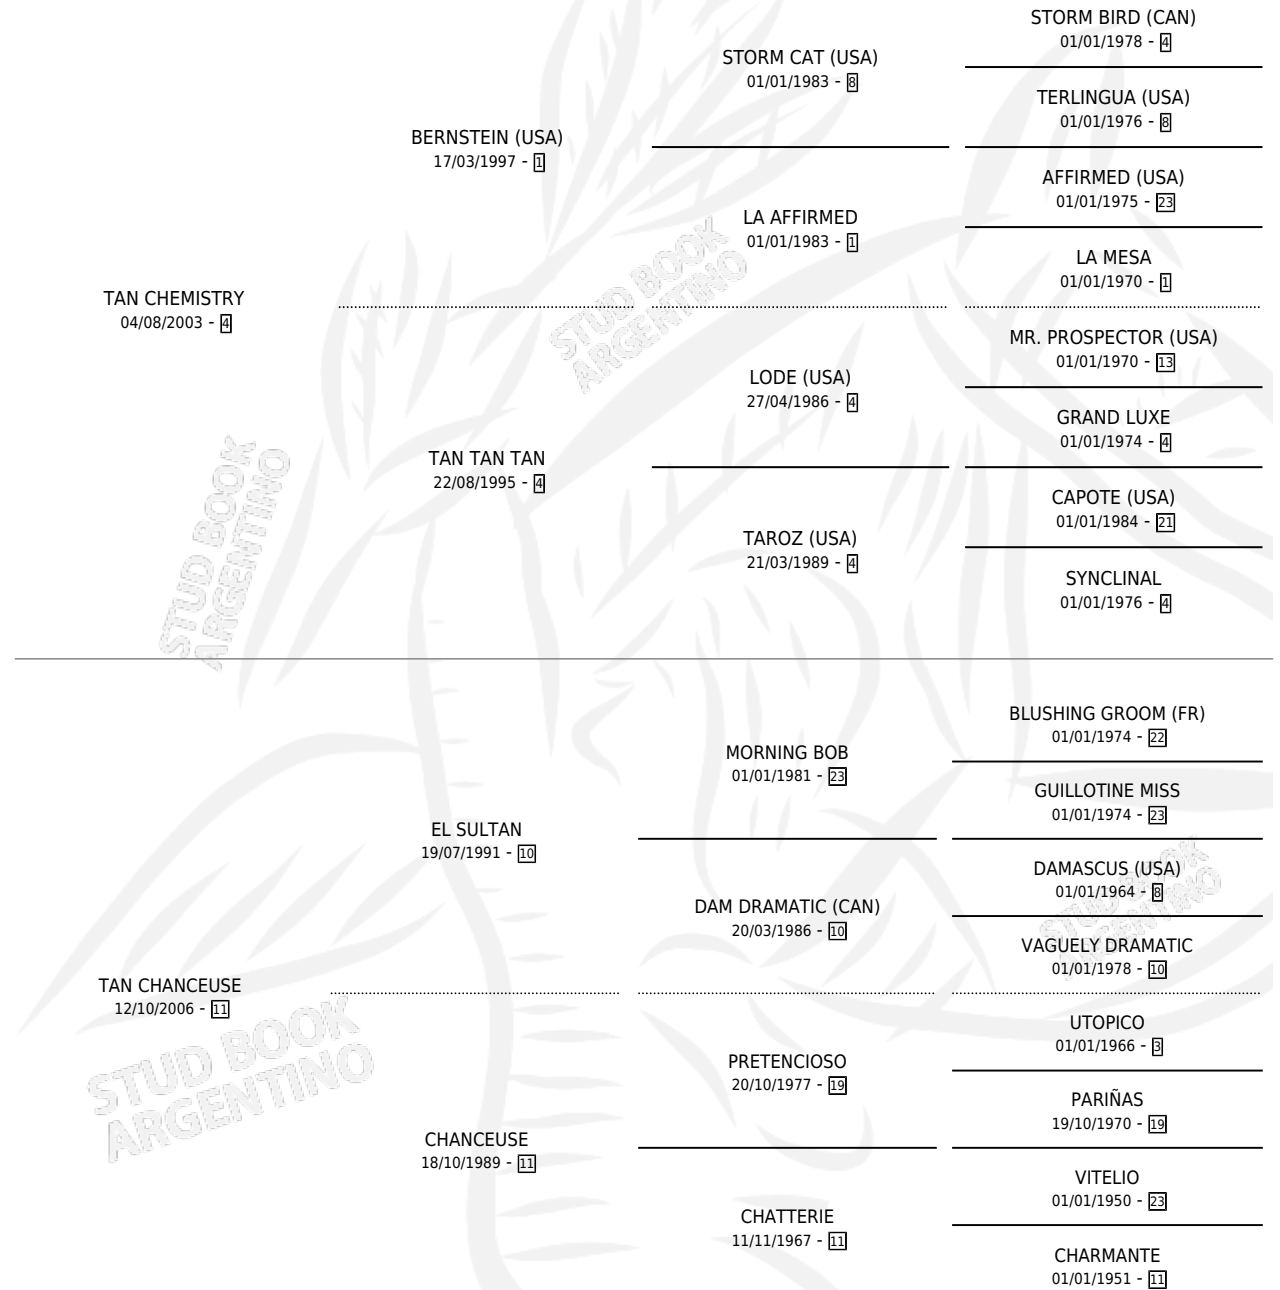 STORM BIRD (CAN)
01/01/1978 - 4
STORM CAT (USA)
01/01/1983 - 8
TERLINGUA (USA)
01/01/1976 - 8
BERNSTEIN (USA)
17/03/1997 - 1
AFFIRMED (USA)
01/01/1975 - 23
LA AFFIRMED
01/01/1983 - 1
LA MESA
01/01/1970 - 1
TAN CHEMISTRY
04/08/2003 - 4
MR. PROSPECTOR (USA)
01/01/1970 - 13
LODE (USA)
27/04/1986 - 4
GRAND LUXE
01/01/1974 - 4
TAN TAN TAN
22/08/1995 - 4
CAPOTE (USA)
01/01/1984 - 21
TAROZ (USA)
21/03/1989 - 4
SYNCLINAL
01/01/1976 - 4
BLUSHING GROOM (FR)
01/01/1974 - 22
MORNING BOB
01/01/1981 - 23
GUILLOTINE MISS
01/01/1974 - 23
EL SULTAN
19/07/1991 - 10
DAMASCUS (USA)
01/01/1964 - 8
DAM DRAMATIC (CAN)
20/03/1986 - 10
VAGUELY DRAMATIC
01/01/1978 - 10
TAN CHANCEUSE
12/10/2006 - 11
UTOPICO
01/01/1966 - 3
PRETENCIOSO
20/10/1977 - 19
PARIÑAS
19/10/1970 - 19
CHANCEUSE
18/10/1989 - 11
VITELIO
01/01/1950 - 23
CHATTERIE
11/11/1967 - 11
CHARMANTE
01/01/1951 - 11
STUD BOOK
ARGENTINO
STUD BOOK
ARGENTINO
STUD BOOK
ARGENTINO
STUD BOOK
ARGENTINO